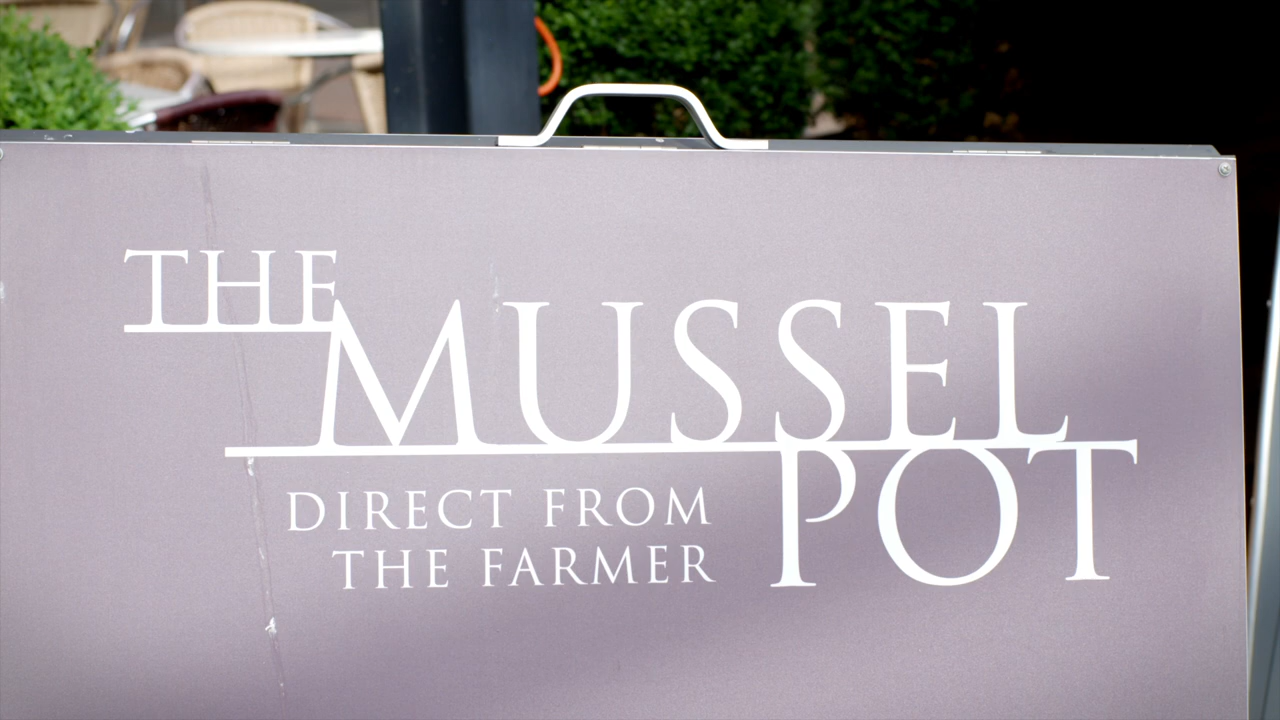 THE
MUSSEL
POT
DIRECT FROM
THE FARMER